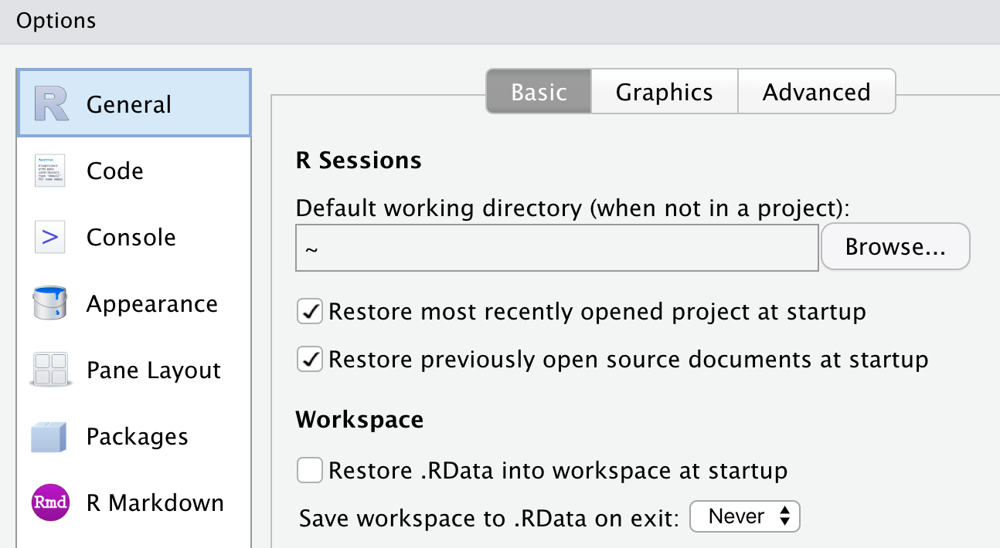 Options
General
Code
Console
Appearance
Pane Layout
Packages
Rmd
R Markdown
Basic
Graphics
Advanced
R Sessions
Default working directory (when not in a project):
~
Browse...
Restore most recently opened project at startup
Restore previously open source documents at startup
Workspace
Restore .RData into workspace at startup
Save workspace to .RData on exit:
Never